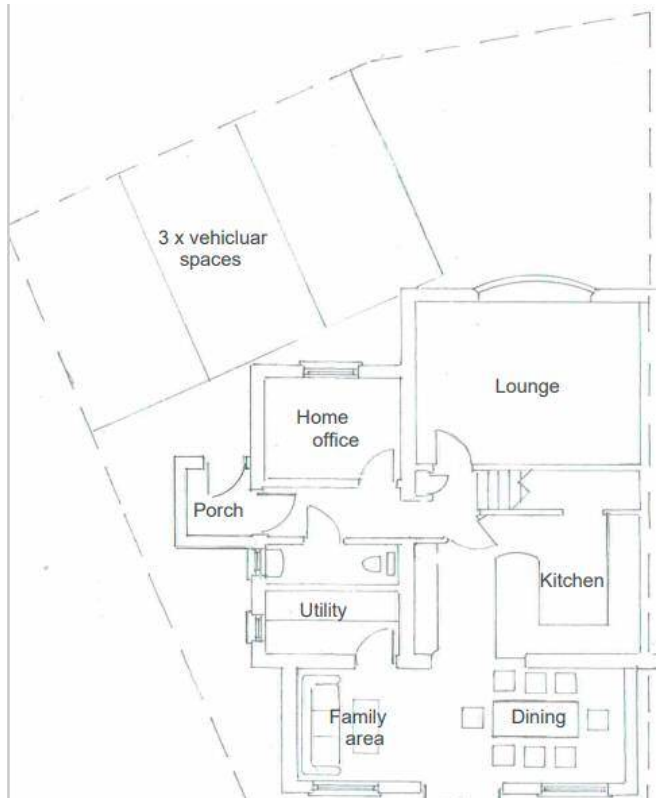 3 x vehicluar
spaces
Lounge
Home
office
Porch
Kitchen
Utility
Family
area
Dining